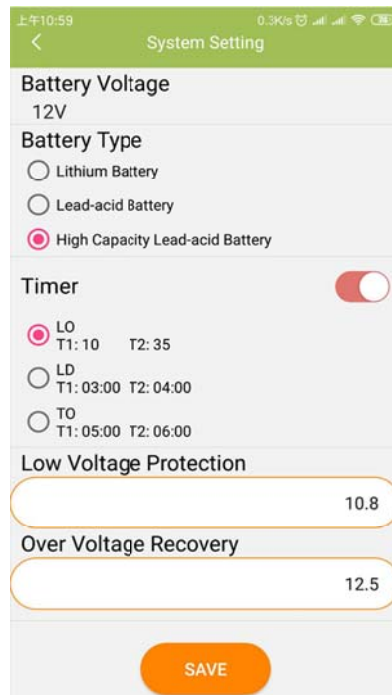 上午10:59
0.3K/s
System Setting
Battery Voltage
12V
Battery Type
Lithium Battery
Lead-acid Battery
High Capacity Lead-acid Battery
Timer
LO
T1: 10 T2: 35
LD
T1: 03:00 T2: 04:00
TO
T1: 05:00 T2: 06:00
Low Voltage Protection
10.8
Over Voltage Recovery
12.5
SAVE